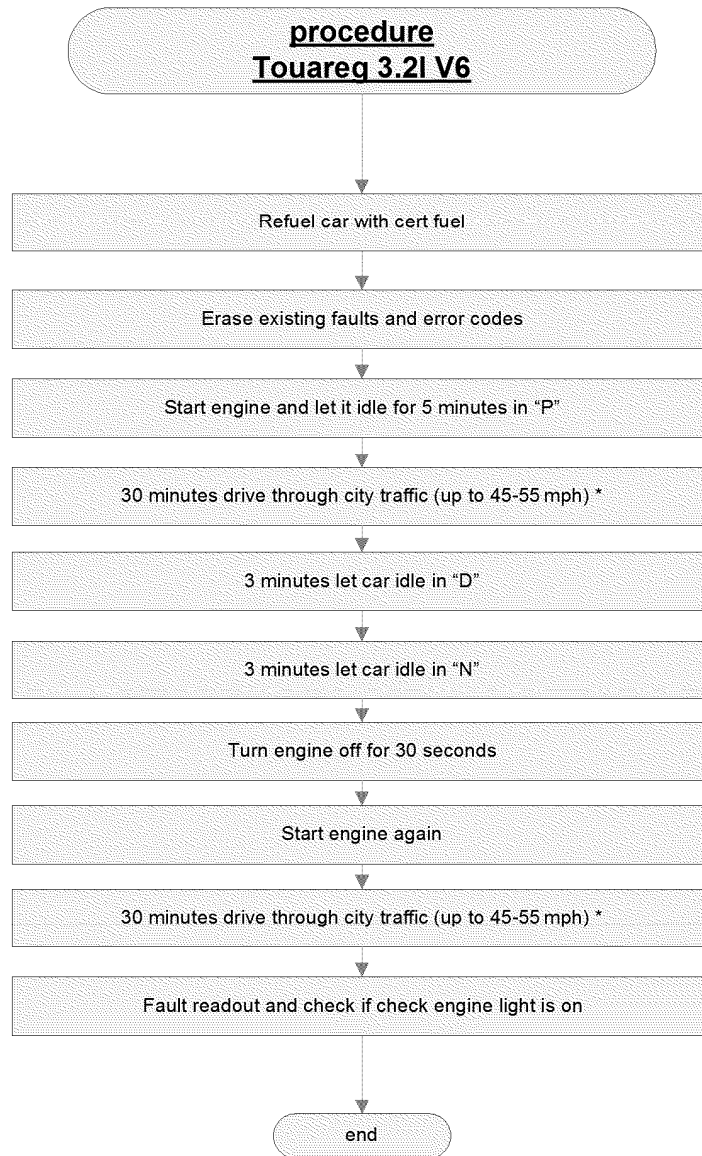 procedure
Touareg 3.2l V6
Refuel car with cert fuel
Erase existing faults and error codes
Start engine and let it idle for 5 minutes in “P”
30 minutes drive through city traffic (up to 45-55 mph) *
3 minutes let car idle in “D”
3 minutes let car idle in “N”
Turn engine off for 30 seconds
Start engine again
30 minutes drive through city traffic (up to 45-55 mph) *
Fault readout and check if check engine light is on
end